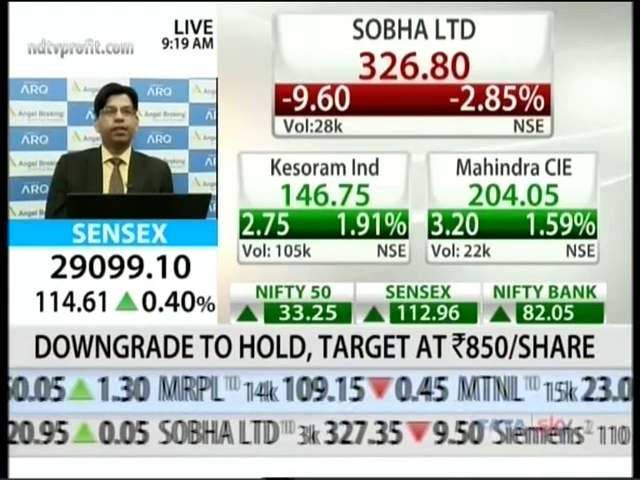 ndtvprofit.com
LIVE
9:19 AM
ARQ
Angel Broking
SENSEX
29099.10
114.61 ▲ 0.40%
SOBHA LTD
326.80
-9.60 -2.85%
Vol:28k NSE
Kesoram Ind
146.75
2.75 1.91%
Vol: 105k NSE
Mahindra CIE
204.05
3.20 1.59%
Vol: 22k NSE
NIFTY 50
▲ 33.25
SENSEX
▲ 112.96
NIFTY BANK
▲ 82.05
DOWNGRADE TO HOLD, TARGET AT ₹850/SHARE
50.05 ▲ 1.30 MRPL 14k 109.15 ▼ 0.45 MTNL 15k 23.0
20.95 ▲ 0.05 SOBHA LTD 3k 327.35 ▼ 9.50 Siemens 110
TATA sky